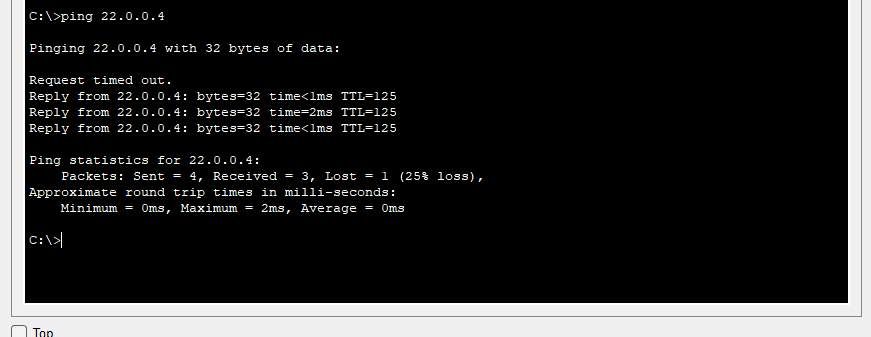 C:\>ping 22.0.0.4
Pinging 22.0.0.4 with 32 bytes of data:
Request timed out.
Reply from 22.0.0.4: bytes=32 time<1ms TTL=125
Reply from 22.0.0.4: bytes=32 time=2ms TTL=125
Reply from 22.0.0.4: bytes=32 time<1ms TTL=125
Ping statistics for 22.0.0.4:
    Packets: Sent = 4, Received = 3, Lost = 1 (25% loss),
Approximate round trip times in milli-seconds:
    Minimum = 0ms, Maximum = 2ms, Average = 0ms
C:\>
Top